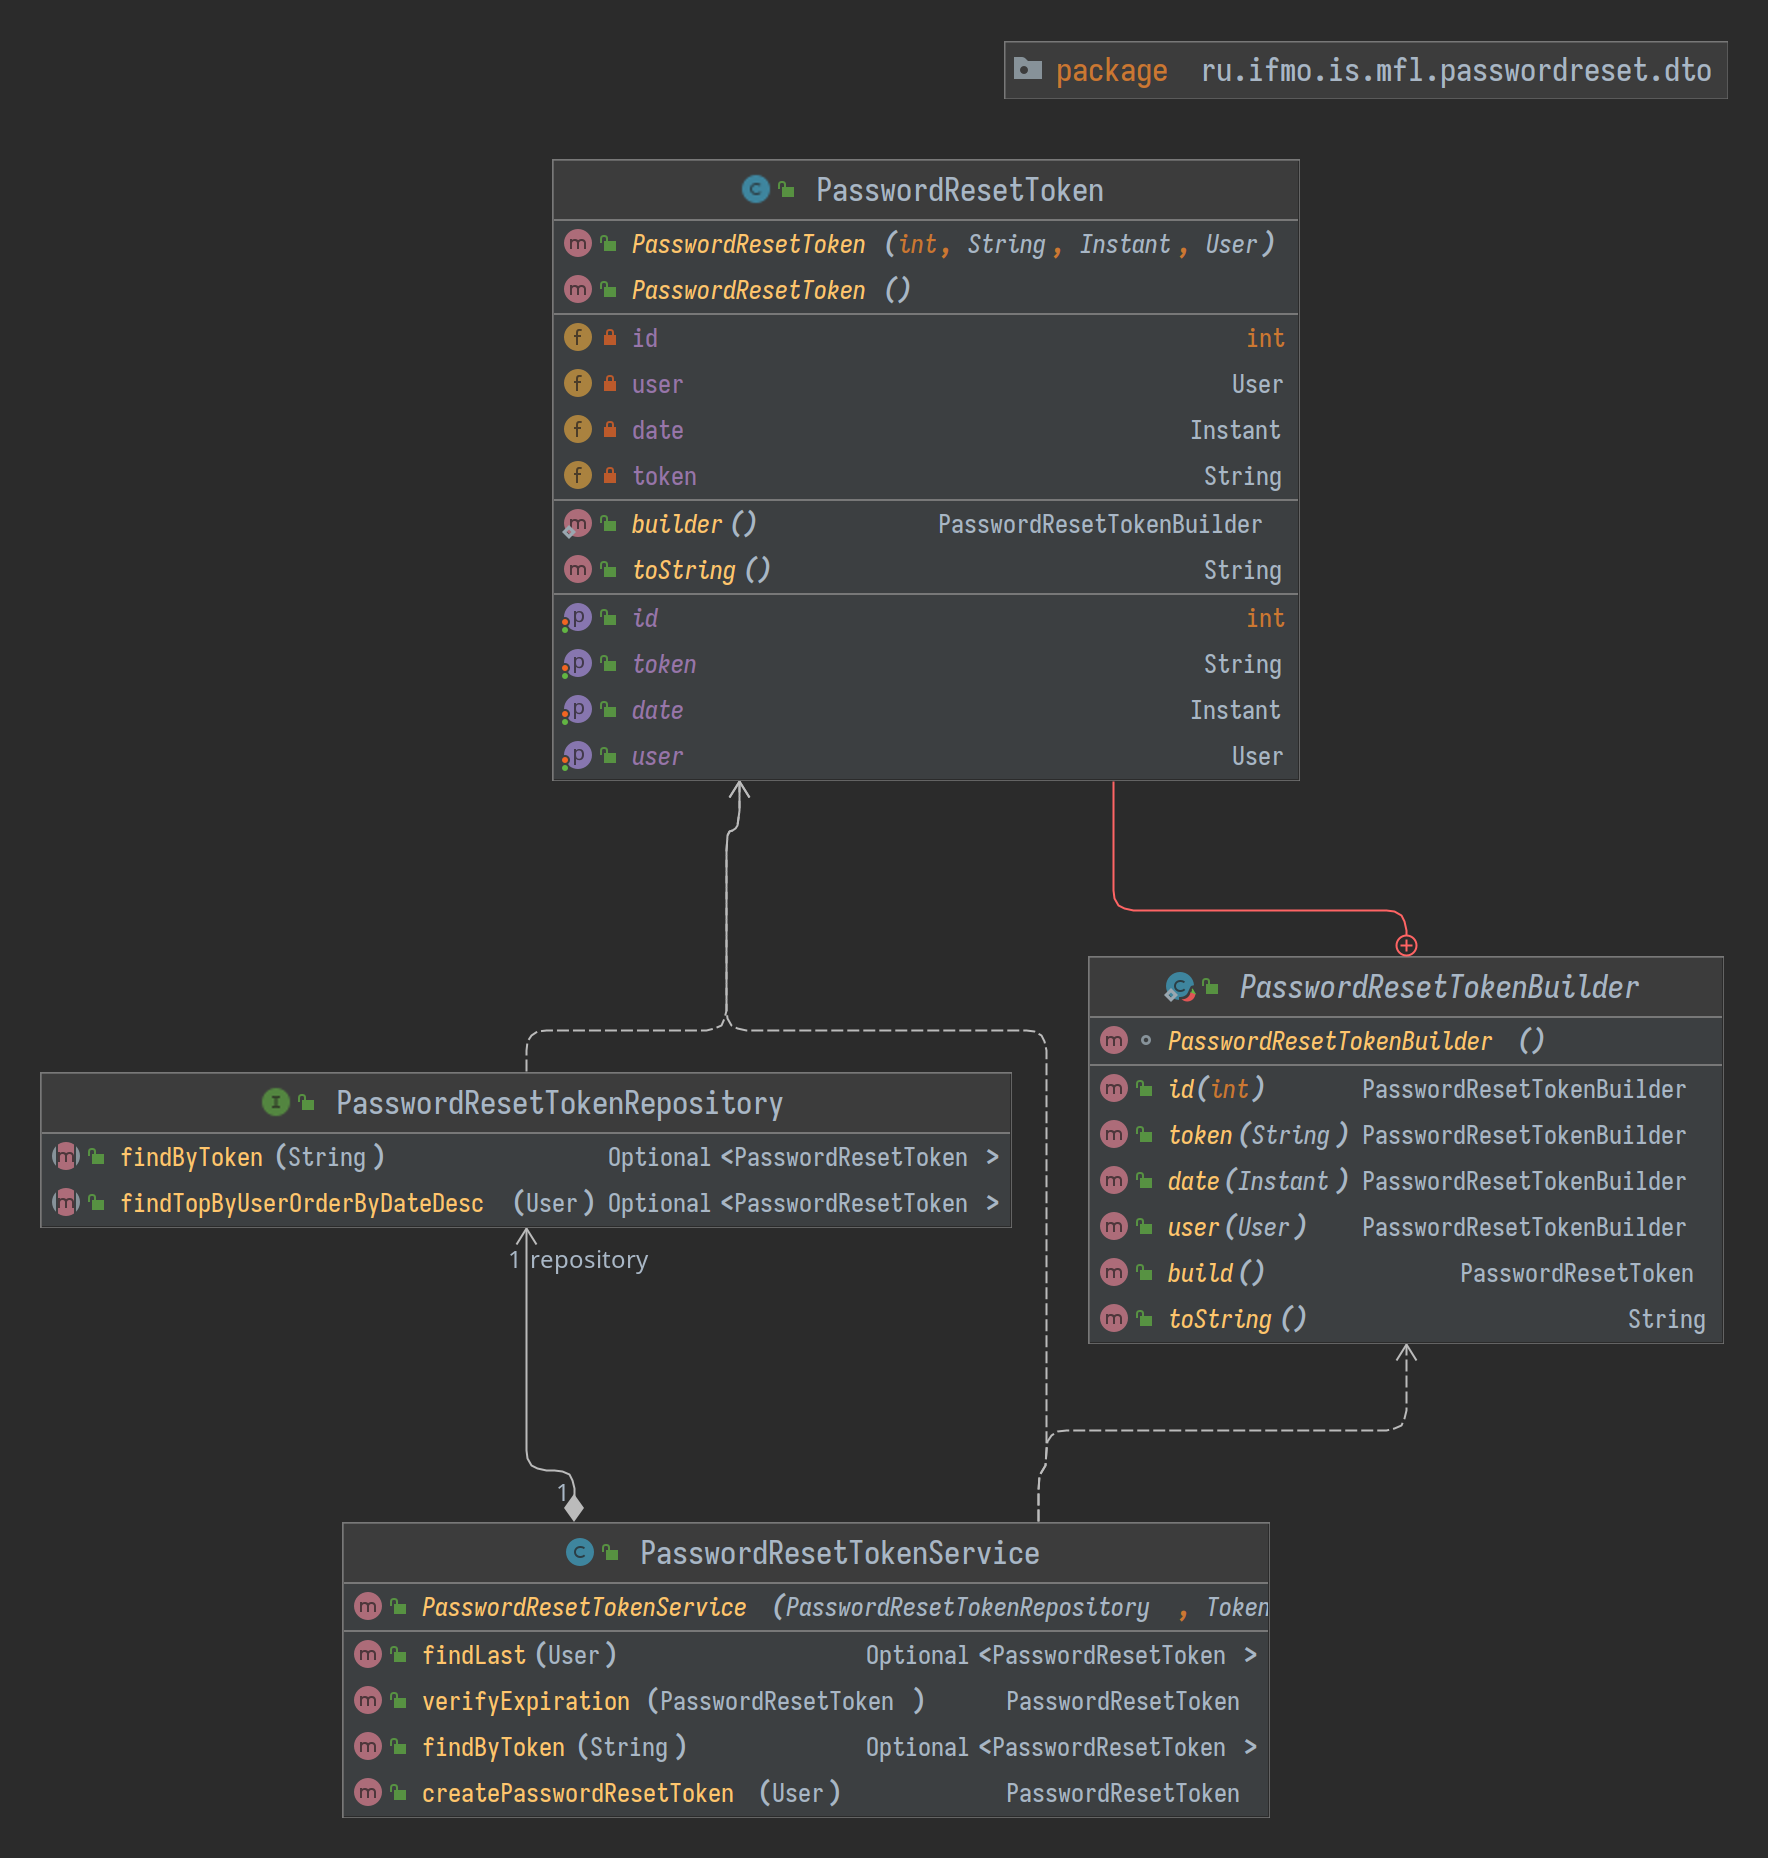 package ru.ifmo.is.mfl.passwordreset.dto
PasswordResetToken
PasswordResetToken (int, String, Instant, User)
PasswordResetToken ()
id int
user User
date Instant
token String
builder () PasswordResetTokenBuilder
toString () String
id int
token String
date Instant
user User
PasswordResetTokenBuilder
PasswordResetTokenBuilder ()
id(int) PasswordResetTokenBuilder
token (String) PasswordResetTokenBuilder
date (Instant) PasswordResetTokenBuilder
user (User) PasswordResetTokenBuilder
build () PasswordResetToken
toString () String
PasswordResetTokenRepository
findByToken (String) Optional <PasswordResetToken >
findTopByUserOrderByDateDesc (User) Optional <PasswordResetToken >
1 repository
1
PasswordResetTokenService
PasswordResetTokenService (PasswordResetTokenRepository , Token
findLast (User) Optional <PasswordResetToken >
verifyExpiration (PasswordResetToken ) PasswordResetToken
findByToken (String) Optional <PasswordResetToken >
createPasswordResetToken (User) PasswordResetToken